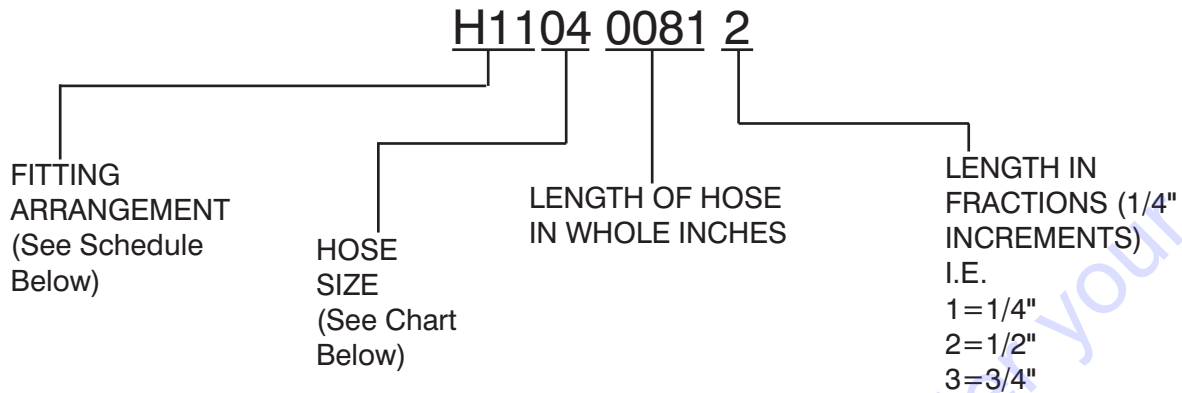 H1104 0081 2
FITTING
ARRANGEMENT
(See Schedule
Below)
HOSE
SIZE
(See Chart
Below)
LENGTH OF HOSE
IN WHOLE INCHES
LENGTH IN
FRACTIONS (1/4"
INCREMENTS)
I.E.
1=1/4"
2=1/2"
3=3/4"
your